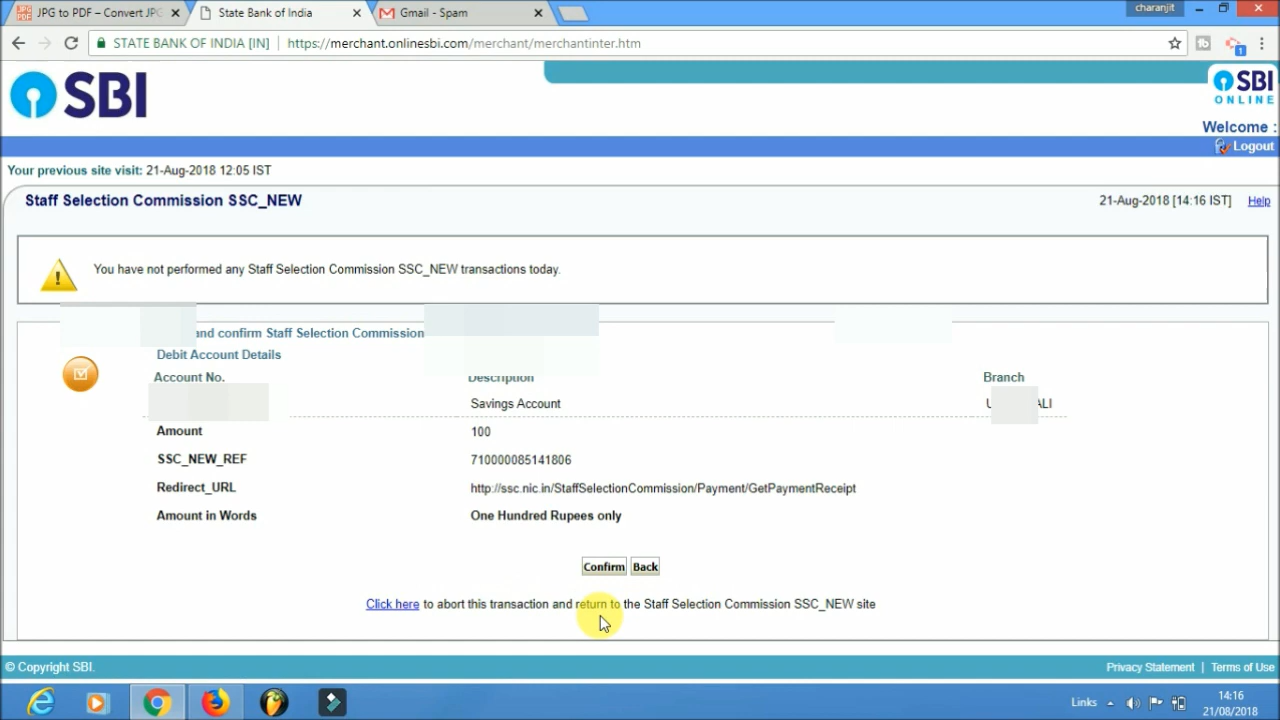 JPG to PDF – Convert JPG
State Bank of India
Gmail - Spam
charanjit
STATE BANK OF INDIA [IN] https://merchant.onlinesbi.com/merchant/merchantinter.htm
SBI
SBI
ONLINE
Welcome :
Logout
Your previous site visit: 21-Aug-2018 12:05 IST
Staff Selection Commission SSC_NEW
21-Aug-2018 [14:16 IST] Help
You have not performed any Staff Selection Commission SSC_NEW transactions today.
and confirm Staff Selection Commission
Debit Account Details
Account No. Description Branch
Savings Account ALI
Amount 100
SSC_NEW_REF 710000085141806
Redirect_URL http://ssc.nic.in/StaffSelectionCommission/Payment/GetPaymentReceipt
Amount in Words One Hundred Rupees only
Confirm Back
Click here to abort this transaction and return to the Staff Selection Commission SSC_NEW site
© Copyright SBI.
Privacy Statement | Terms of Use
Links
14:16
21/08/2018